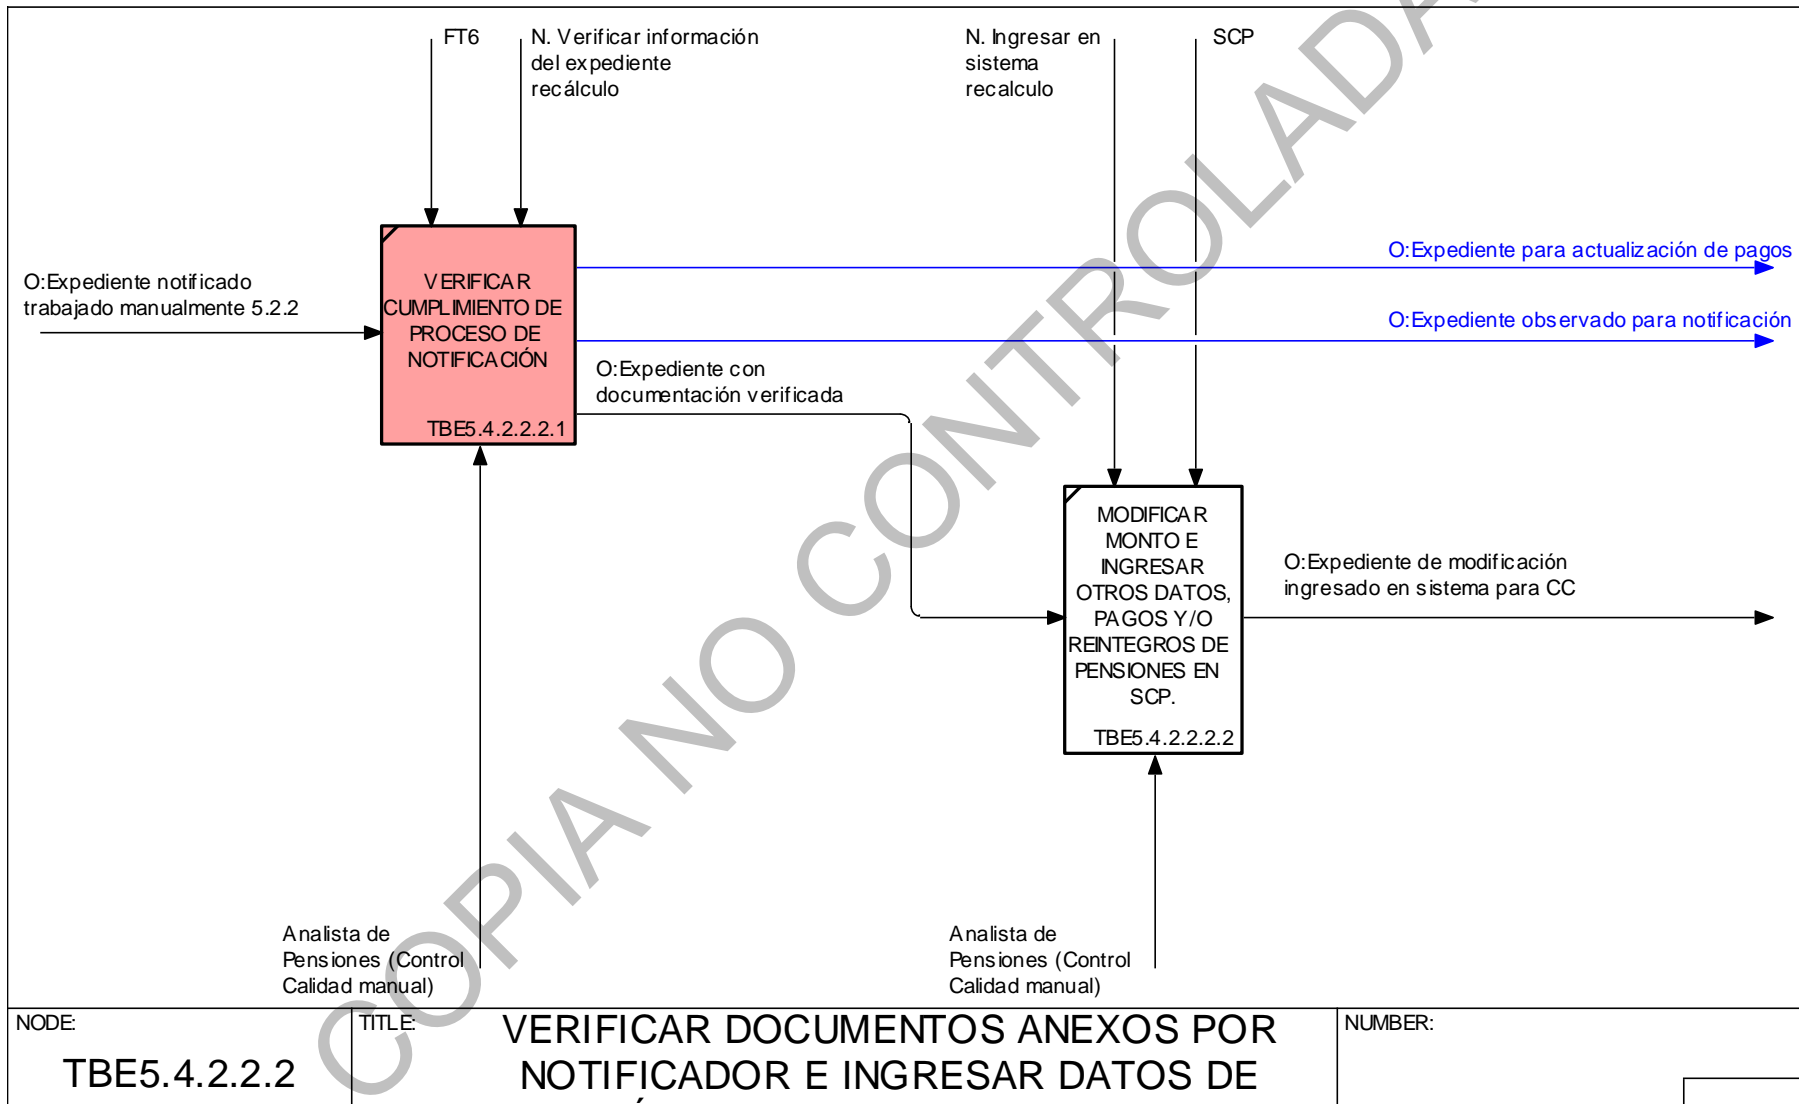 FT6
N. Verificar información
del expediente
recálculo
N. Ingresar en
sistema
recalculo
SCP
O:Expediente notificado
trabajado manualmente 5.2.2
VERIFICAR
CUMPLIMIENTO DE
PROCESO DE
NOTIFICACIÓN
TBE5.4.2.2.2.1
O:Expediente para actualización de pagos
O:Expediente observado para notificación
O:Expediente con
documentación verificada
MODIFICAR
MONTO E
INGRESAR
OTROS DATOS,
PAGOS Y/O
REINTEGROS DE
PENSIONES EN
SCP.
TBE5.4.2.2.2.2
O:Expediente de modificación
ingresado en sistema para CC
Analista de
Pensiones (Control
Calidad manual)
Analista de
Pensiones (Control
Calidad manual)
COPIA NO CONTROLADA
NODE:
TBE5.4.2.2.2
TITLE:
VERIFICAR DOCUMENTOS ANEXOS POR
NOTIFICADOR E INGRESAR DATOS DE
NUMBER: